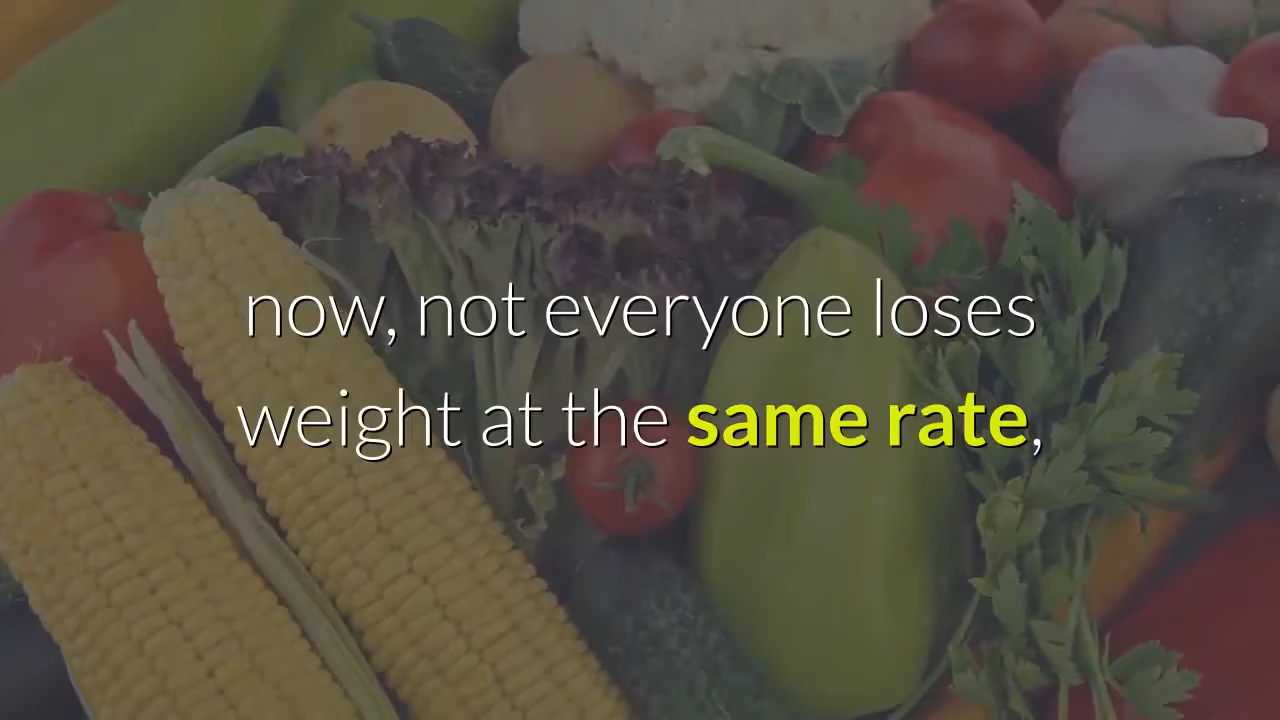 now, not everyone loses
weight at the same rate,